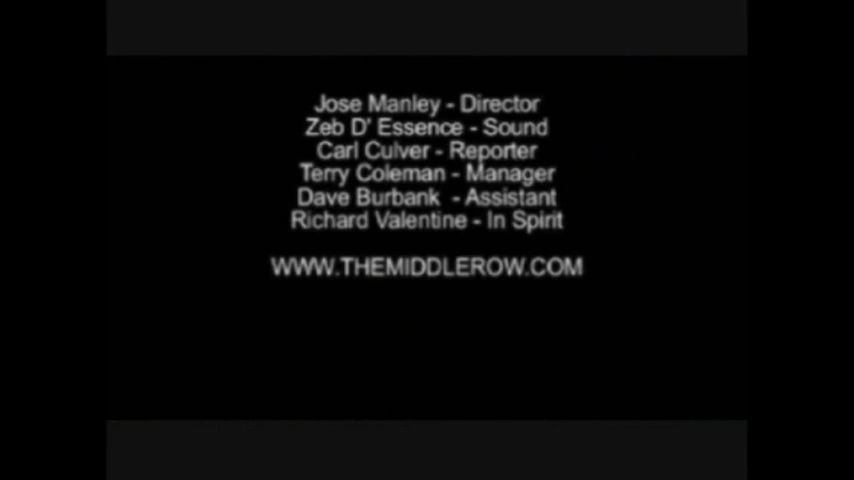 Jose Manley - Director
Zeb D' Essence - Sound
Carl Culver - Reporter
Terry Coleman - Manager
Dave Burbank  - Assistant
Richard Valentine - In Spirit
WWW.THEMIDDLEROW.COM